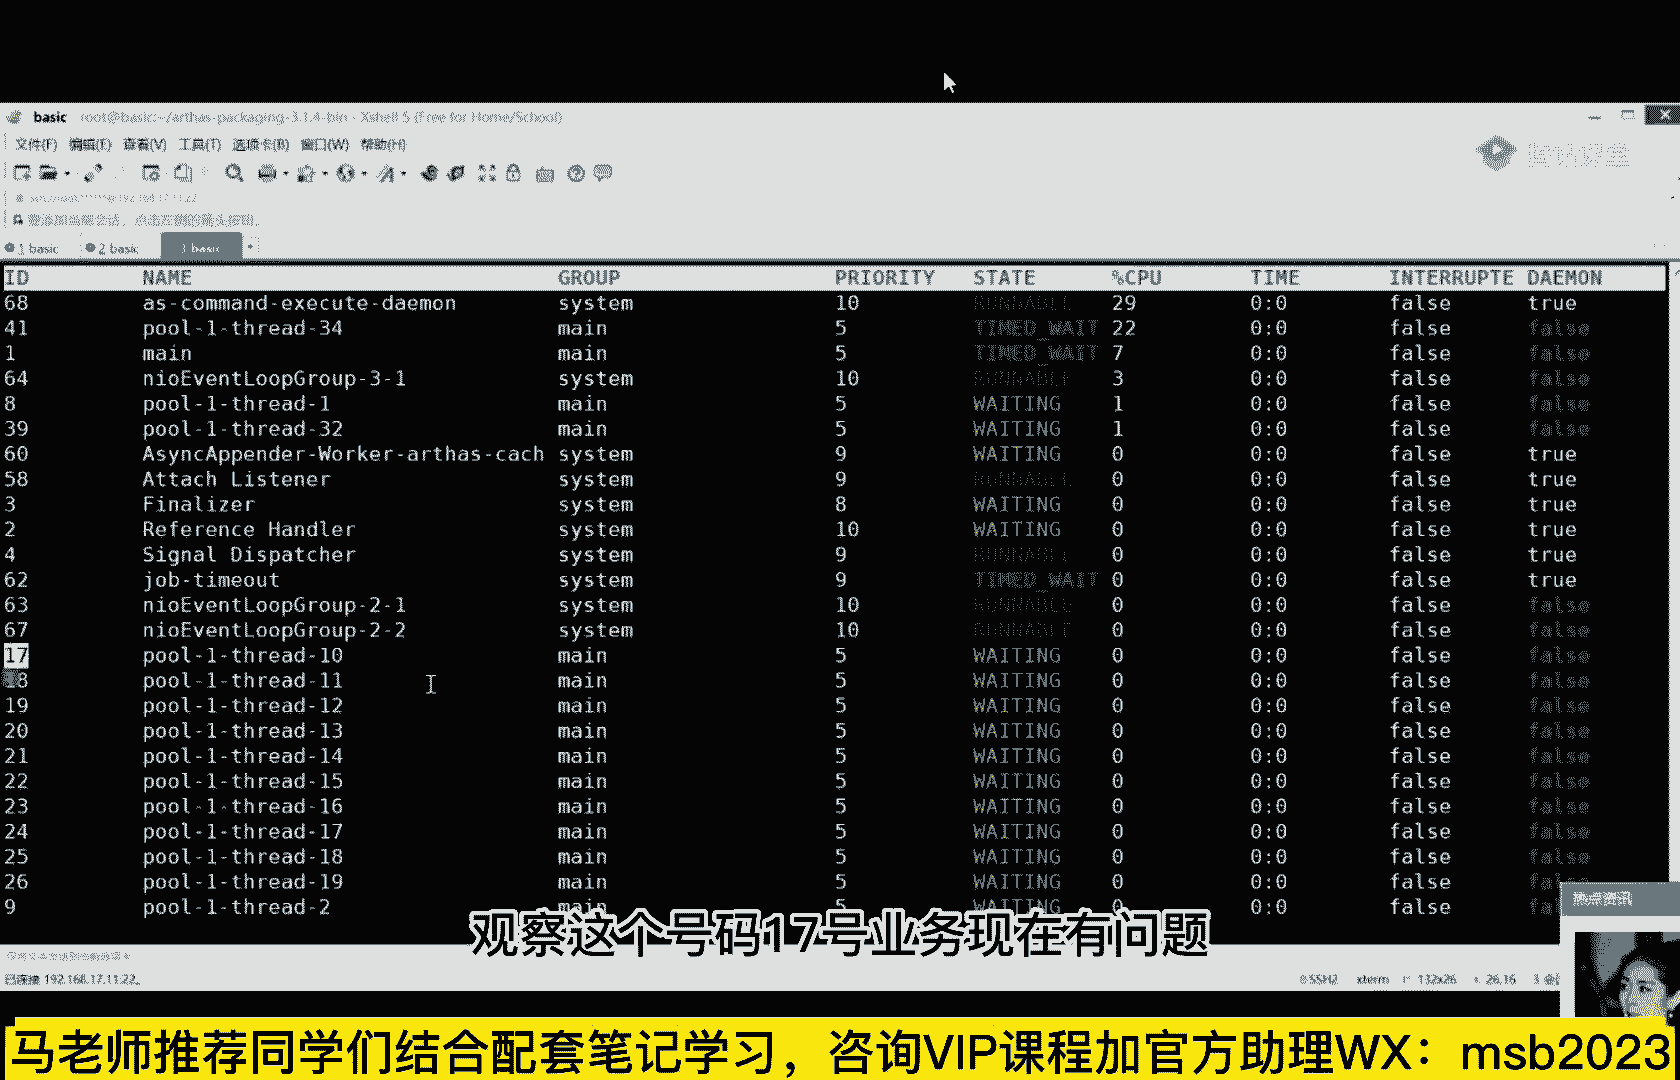 basic root@basic:~/arthas-packaging-3.1.4-bin - Xshell 5 (Free for Home/School)
文件(F) 编辑(E) 查看(V) 工具(T) 选项卡(B) 窗口(W) 帮助(H)
1 basic 2 basic 3 basic
ID NAME GROUP PRIORITY STATE %CPU TIME INTERRUPTE DAEMON
68 as-command-execute-daemon system 10 RUNNABLE 29 0:0 false true
41 pool-1-thread-34 main 5 TIMED_WAIT 22 0:0 false false
1 main main 5 TIMED_WAIT 7 0:0 false false
64 nioEventLoopGroup-3-1 system 10 RUNNABLE 3 0:0 false false
8 pool-1-thread-1 main 5 WAITING 1 0:0 false false
39 pool-1-thread-32 main 5 WAITING 1 0:0 false false
60 AsyncAppender-Worker-arthas-cach system 9 WAITING 0 0:0 false true
58 Attach Listener system 9 RUNNABLE 0 0:0 false true
3 Finalizer system 8 WAITING 0 0:0 false true
2 Reference Handler system 10 WAITING 0 0:0 false true
4 Signal Dispatcher system 9 RUNNABLE 0 0:0 false true
62 job-timeout system 9 TIMED_WAIT 0 0:0 false true
63 nioEventLoopGroup-2-1 system 10 RUNNABLE 0 0:0 false false
67 nioEventLoopGroup-2-2 system 10 RUNNABLE 0 0:0 false false
17 pool-1-thread-10 main 5 WAITING 0 0:0 false false
18 pool-1-thread-11 main 5 WAITING 0 0:0 false false
19 pool-1-thread-12 main 5 WAITING 0 0:0 false false
20 pool-1-thread-13 main 5 WAITING 0 0:0 false false
21 pool-1-thread-14 main 5 WAITING 0 0:0 false false
22 pool-1-thread-15 main 5 WAITING 0 0:0 false false
23 pool-1-thread-16 main 5 WAITING 0 0:0 false false
24 pool-1-thread-17 main 5 WAITING 0 0:0 false false
25 pool-1-thread-18 main 5 WAITING 0 0:0 false false
26 pool-1-thread-19 main 5 WAITING 0 0:0 false false
9 pool-1-thread-2 main 5 WAITING 0 0:0 false
热点资讯
观察这个号码17号业务现在有问题
已连接 192.168.17.11:22。 SSH2 xterm 132x26 26,16
马老师推荐同学们结合配套笔记学习，咨询VIP课程加官方助理WX：msb2023